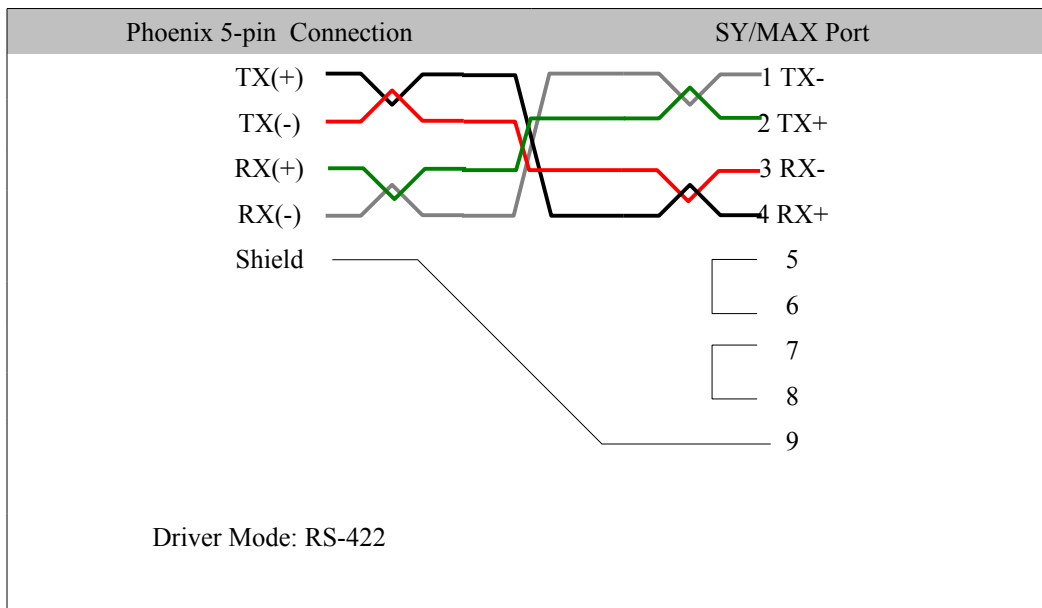 Phoenix 5-pin Connection SY/MAX Port
TX(+) 1 TX-
TX(-) 2 TX+
RX(+) 3 RX-
RX(-) 4 RX+
Shield 5
6
7
8
9
Driver Mode: RS-422